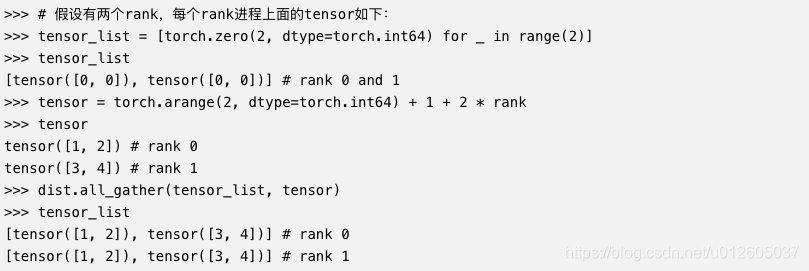 >>> # 假设有两个rank，每个rank进程上面的tensor如下：
>>> tensor_list = [torch.zero(2, dtype=torch.int64) for _ in range(2)]
>>> tensor_list
[tensor([0, 0]), tensor([0, 0])] # rank 0 and 1
>>> tensor = torch.arange(2, dtype=torch.int64) + 1 + 2 * rank
>>> tensor
tensor([1, 2]) # rank 0
tensor([3, 4]) # rank 1
>>> dist.all_gather(tensor_list, tensor)
>>> tensor_list
[tensor([1, 2]), tensor([3, 4])] # rank 0
[tensor([1, 2]), tensor([3, 4])] # rank 1
https://blog.csdn.net/u012605037